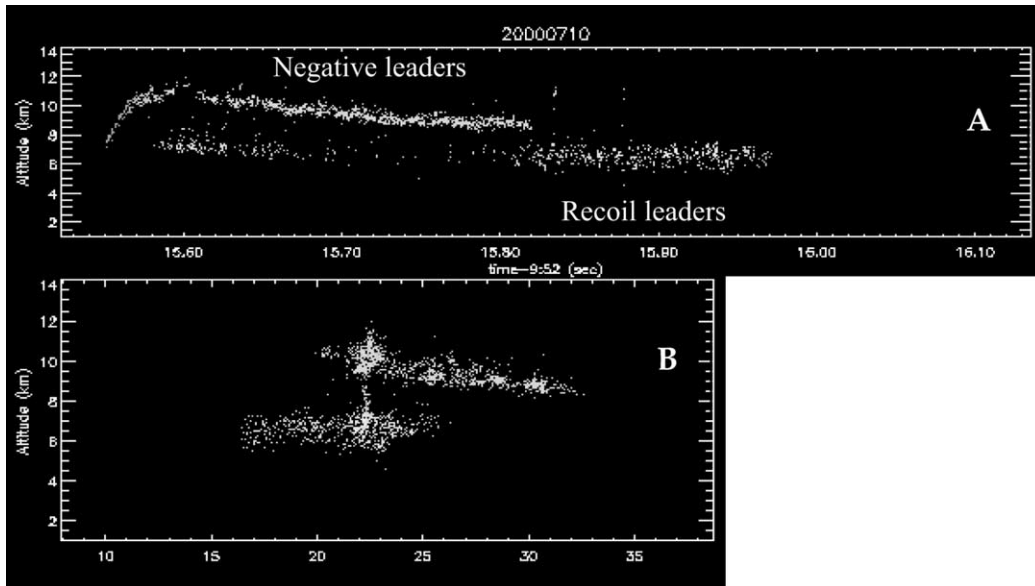 20000710
14
12
Negative leaders
10
A
8
Altitude (km)
6
4
Recoil leaders
2
15.60 15.70 15.80 15.90 16.00 16.10
time-9:52 (sec)
14
12
B
10
8
Altitude (km)
6
4
2
10 15 20 25 30 35